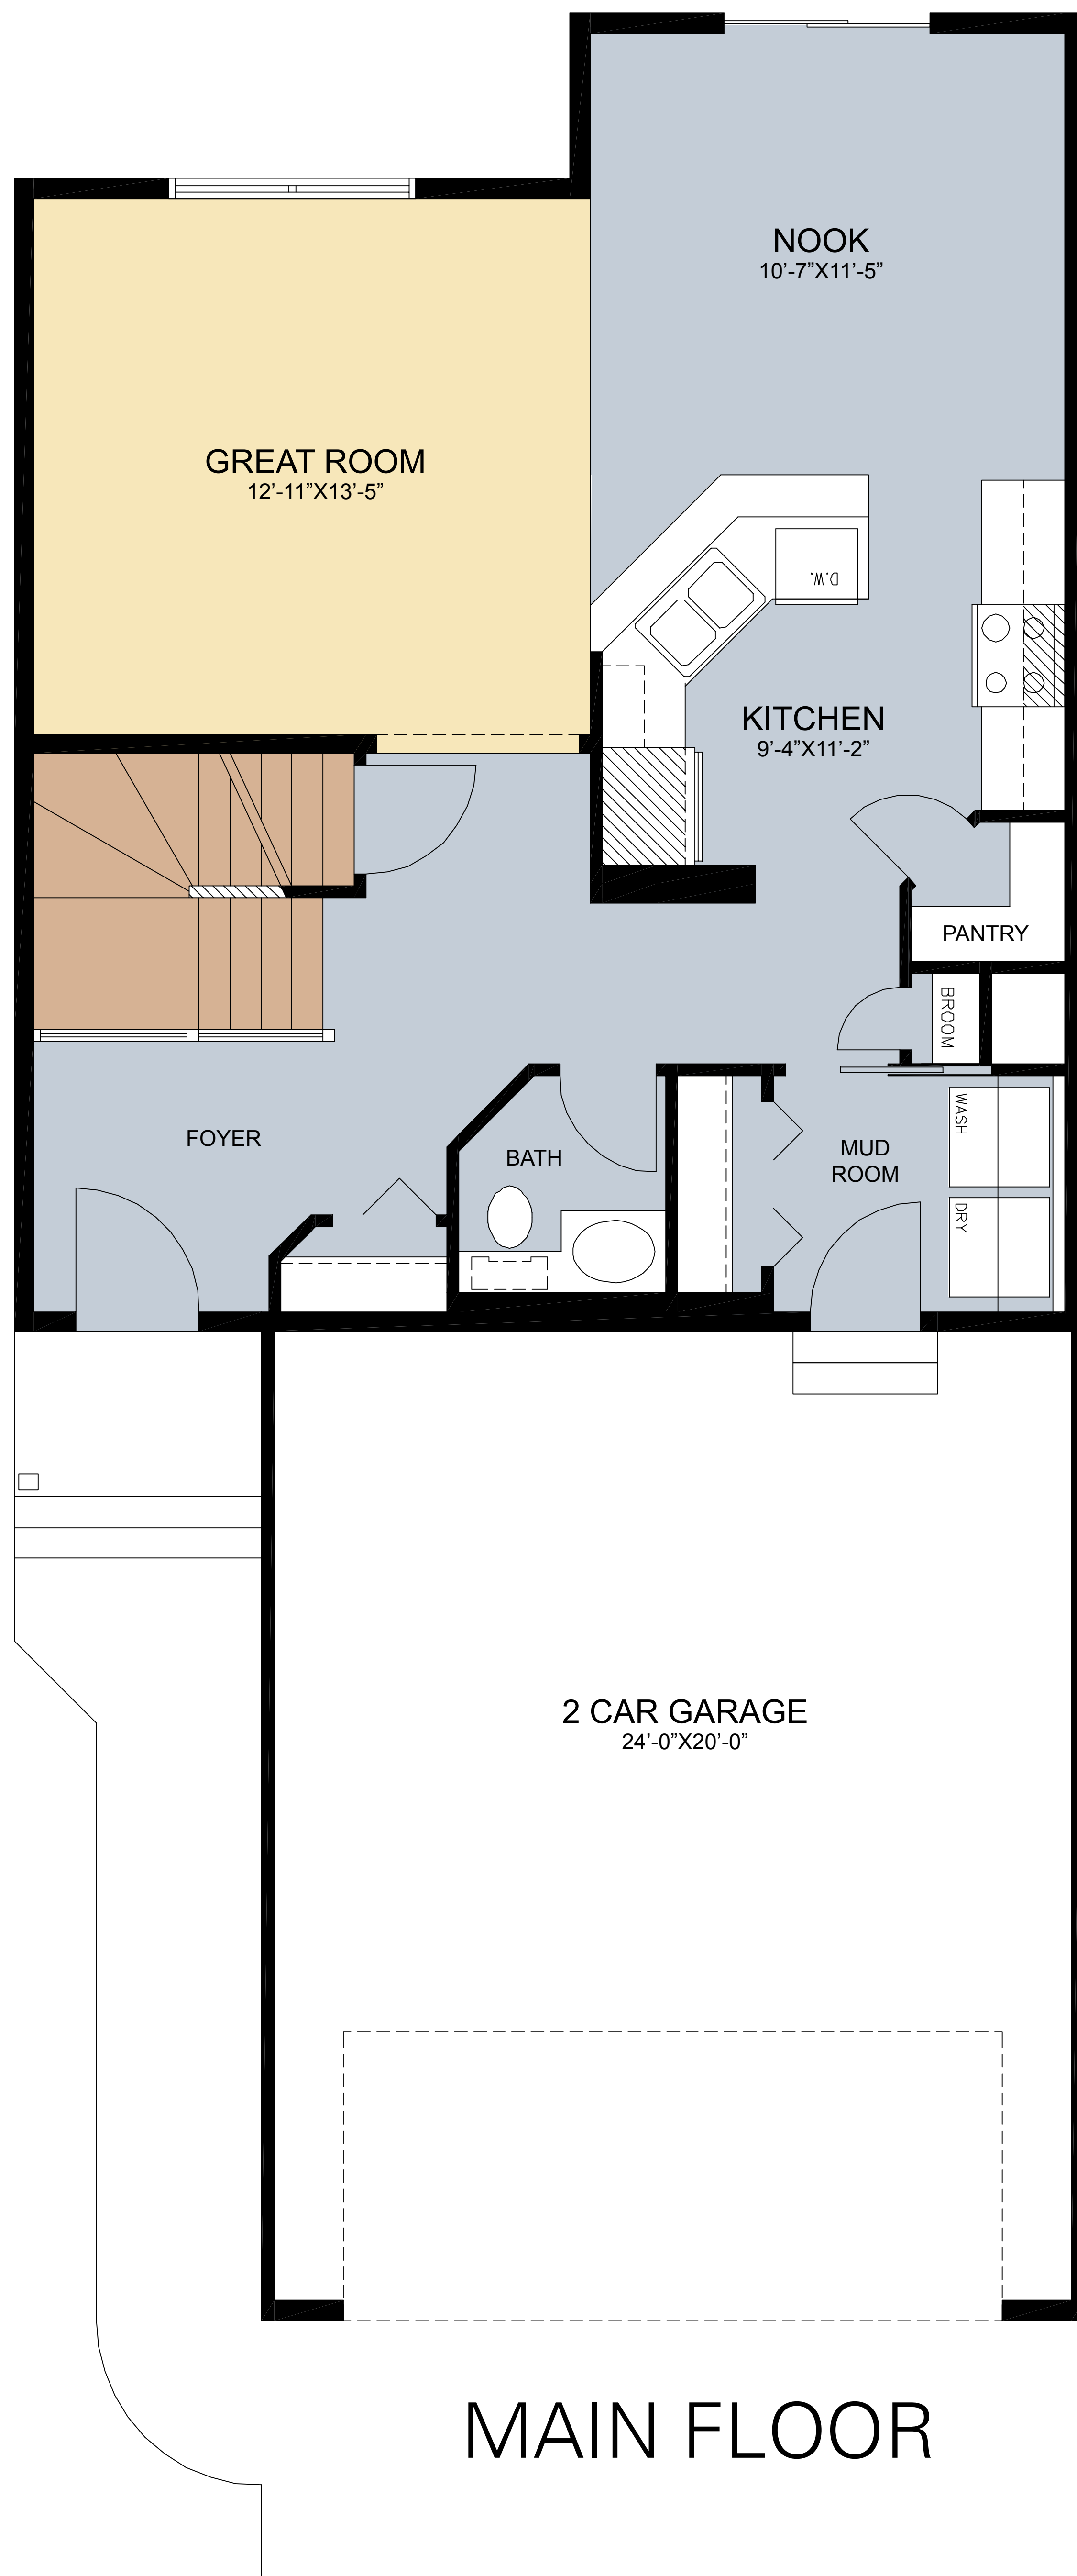 NOOK
10’-7”X11’-5”
GREAT ROOM
12’-11”X13’-5”
D.W.
KITCHEN
9’-4”X11’-2”
PANTRY
BROOM
WASH
FOYER
BATH
MUD
ROOM
DRY
2 CAR GARAGE
24’-0”X20’-0”
MAIN FLOOR